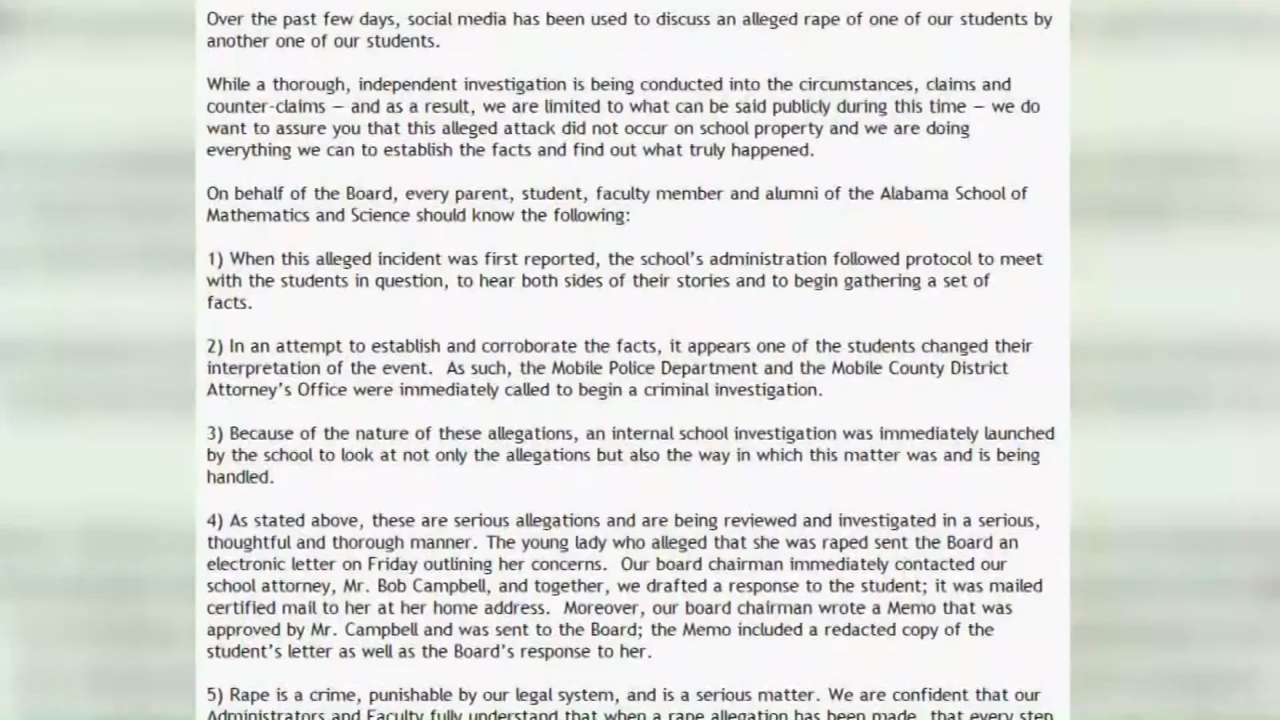 Over the past few days, social media has been used to discuss an alleged rape of one of our students by
another one of our students.
While a thorough, independent investigation is being conducted into the circumstances, claims and
counter-claims – and as a result, we are limited to what can be said publicly during this time – we do
want to assure you that this alleged attack did not occur on school property and we are doing
everything we can to establish the facts and find out what truly happened.
On behalf of the Board, every parent, student, faculty member and alumni of the Alabama School of
Mathematics and Science should know the following:
1) When this alleged incident was first reported, the school's administration followed protocol to meet
with the students in question, to hear both sides of their stories and to begin gathering a set of
facts.
2) In an attempt to establish and corroborate the facts, it appears one of the students changed their
interpretation of the event.  As such, the Mobile Police Department and the Mobile County District
Attorney's Office were immediately called to begin a criminal investigation.
3) Because of the nature of these allegations, an internal school investigation was immediately launched
by the school to look at not only the allegations but also the way in which this matter was and is being
handled.
4) As stated above, these are serious allegations and are being reviewed and investigated in a serious,
thoughtful and thorough manner. The young lady who alleged that she was raped sent the Board an
electronic letter on Friday outlining her concerns.  Our board chairman immediately contacted our
school attorney, Mr. Bob Campbell, and together, we drafted a response to the student; it was mailed
certified mail to her at her home address.  Moreover, our board chairman wrote a Memo that was
approved by Mr. Campbell and was sent to the Board; the Memo included a redacted copy of the
student's letter as well as the Board's response to her.
5) Rape is a crime, punishable by our legal system, and is a serious matter. We are confident that our
Administrators and Faculty fully understand that when a rape allegation has been made, that every step